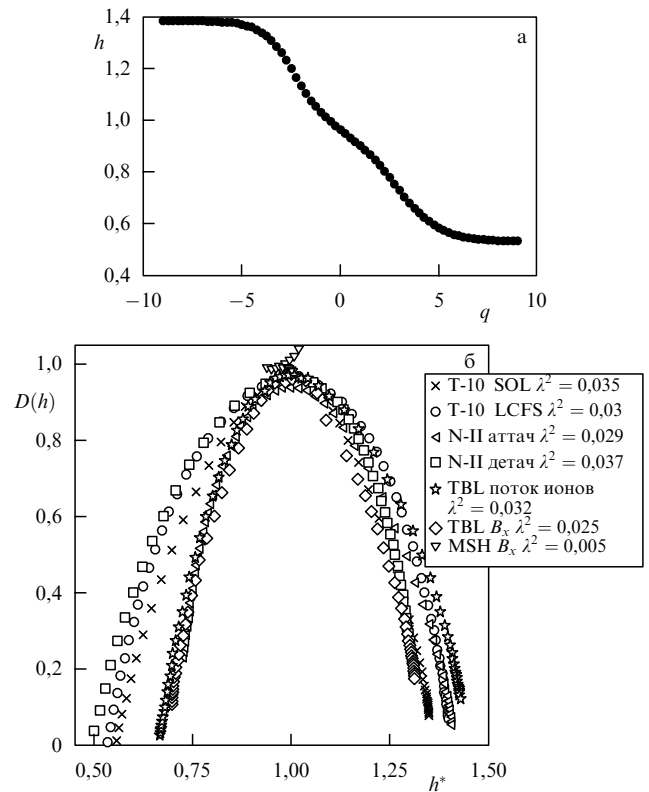 1,4
h
а
1,2
1,0
0,8
0,6
0,4
−10
−5
0
5
10
q
б
1,0
D(h)
0,8
0,6
0,4
0,2
0
0,50
0,75
1,00
1,25
1,50
h*
T-10 SOL λ² = 0,035
T-10 LCFS λ² = 0,03
N-II аттач λ² = 0,029
N-II детач λ² = 0,037
TBL поток ионов
λ² = 0,032
TBL Bₓ λ² = 0,025
MSH Bₓ λ² = 0,005